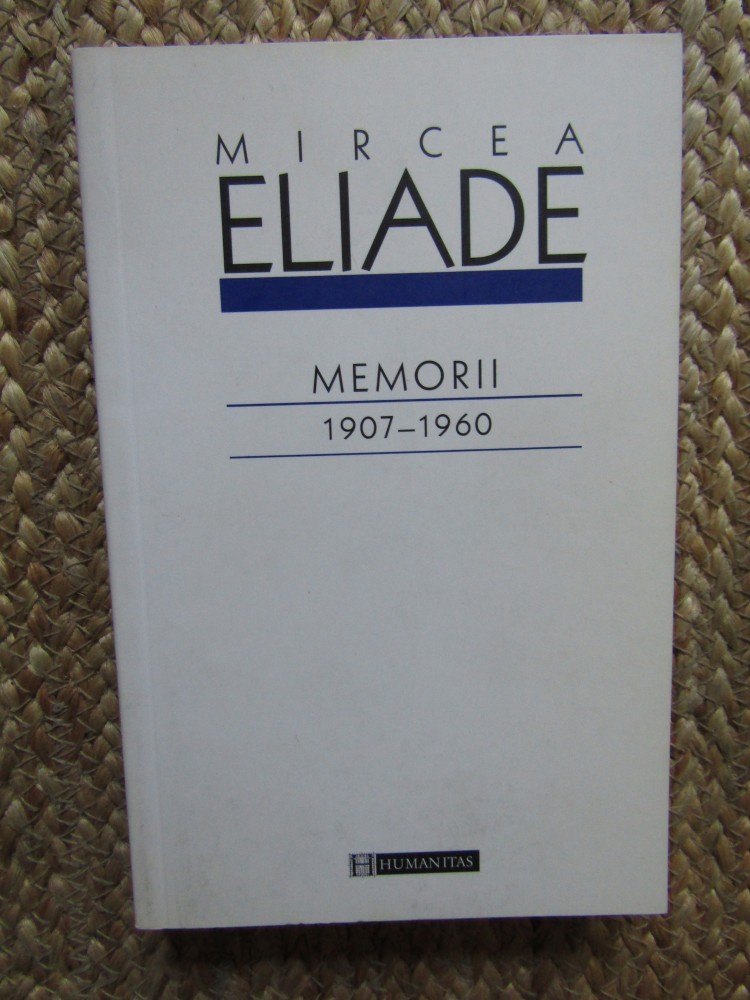 MIRCEA
ELIADE
MEMORII
1907–1960
HUMANITAS